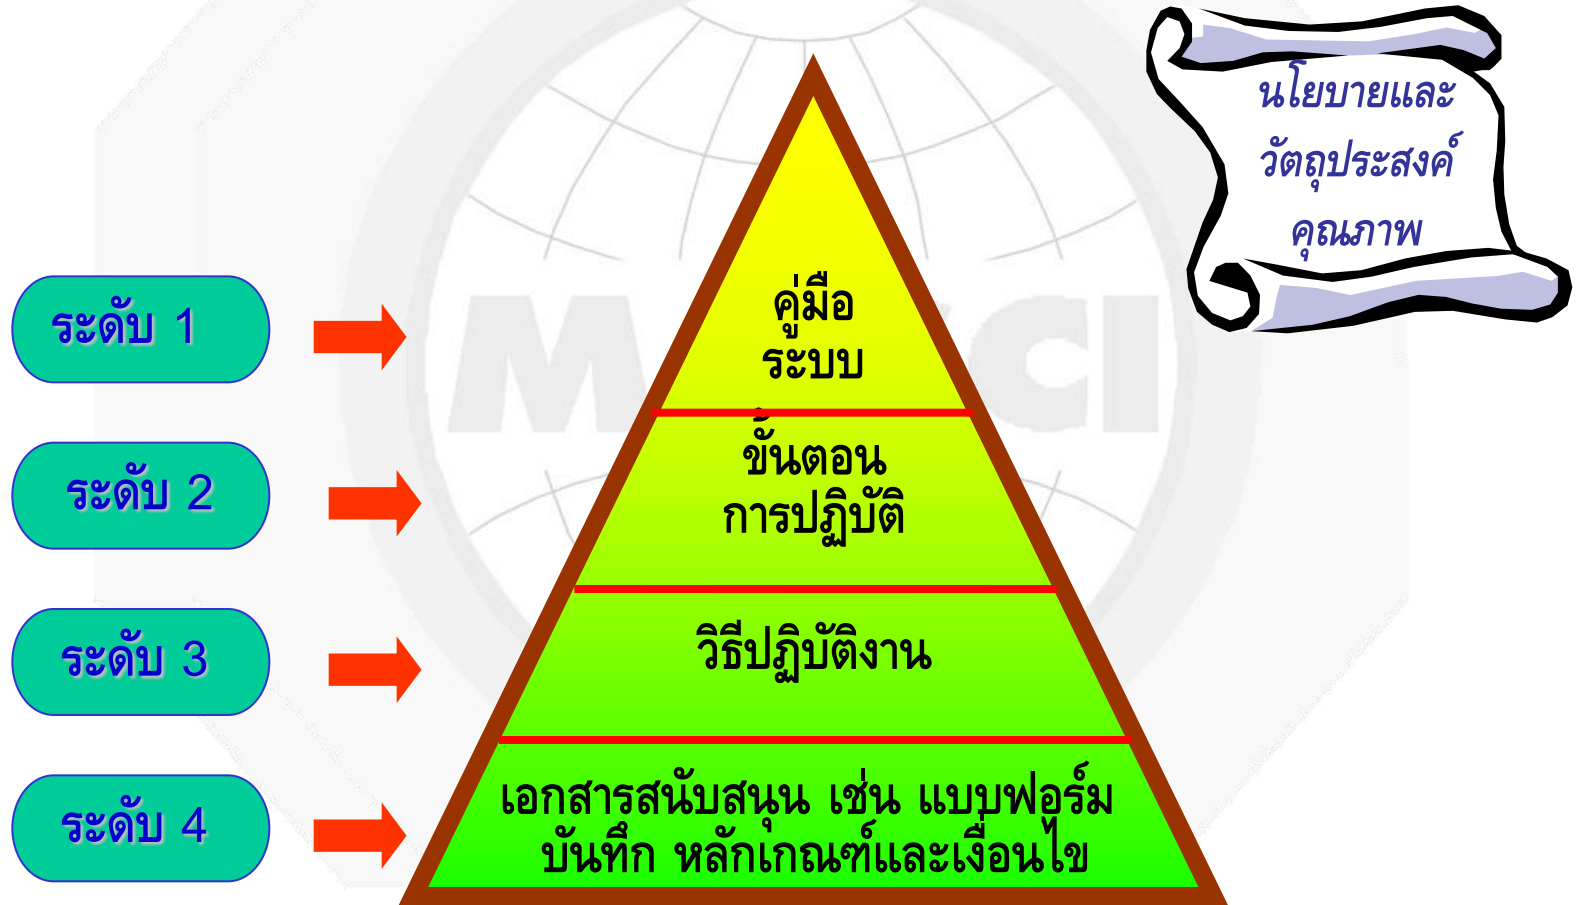 นโยบายและ
วัตถุประสงค์
คุณภาพ
ระดับ 1
คู่มือ
ระบบ
ระดับ 2
ขั้นตอน
การปฏิบัติ
ระดับ 3
วิธีปฏิบัติงาน
ระดับ 4
เอกสารสนับสนุน เช่น แบบฟอร์ม
บันทึก หลักเกณฑ์และเงื่อนไข